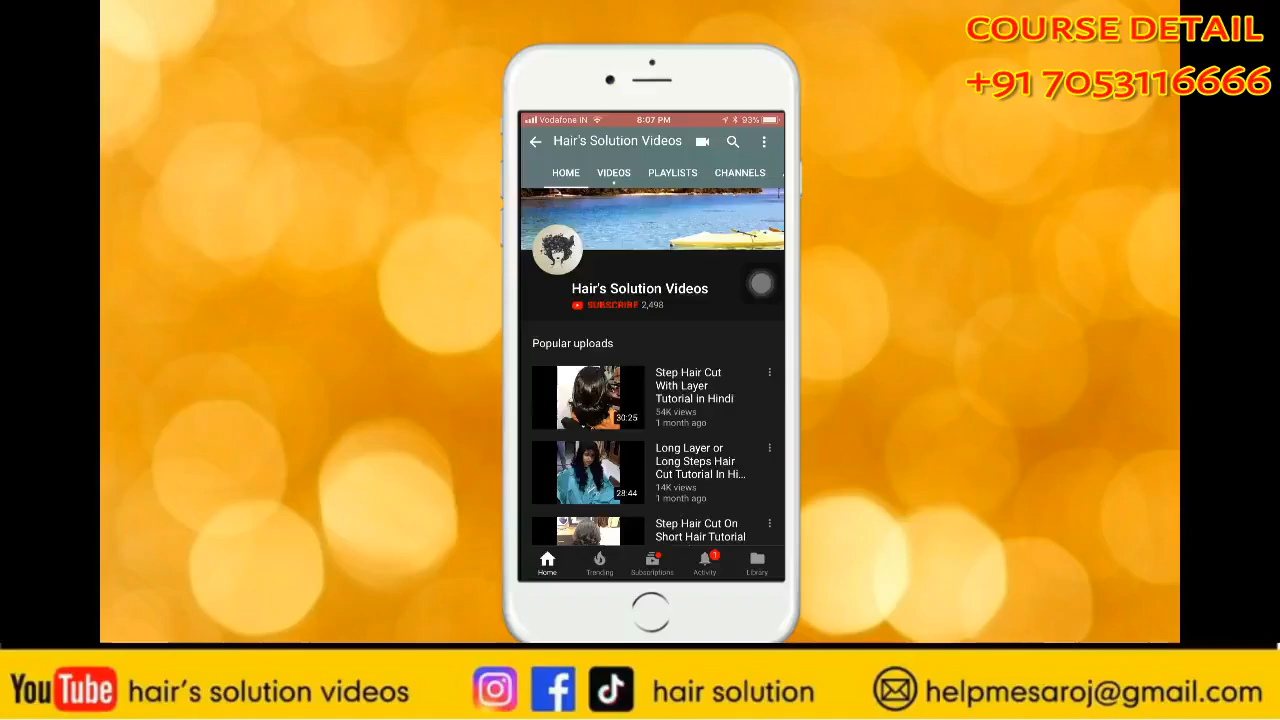 COURSE DETAIL
+91 7053116666
Vodafone IN 8:07 PM 93%
Hair's Solution Videos
HOME VIDEOS PLAYLISTS CHANNELS
Hair's Solution Videos
SUBSCRIBE 2,498
Popular uploads
Step Hair Cut
With Layer
Tutorial in Hindi
54K views
1 month ago
30:25
Long Layer or
Long Steps Hair
Cut Tutorial In Hi...
14K views
1 month ago
28:44
Step Hair Cut On
Short Hair Tutorial
1
Home Trending Subscriptions Activity Library
YouTube hair's solution videos hair solution helpmesaroj@gmail.com